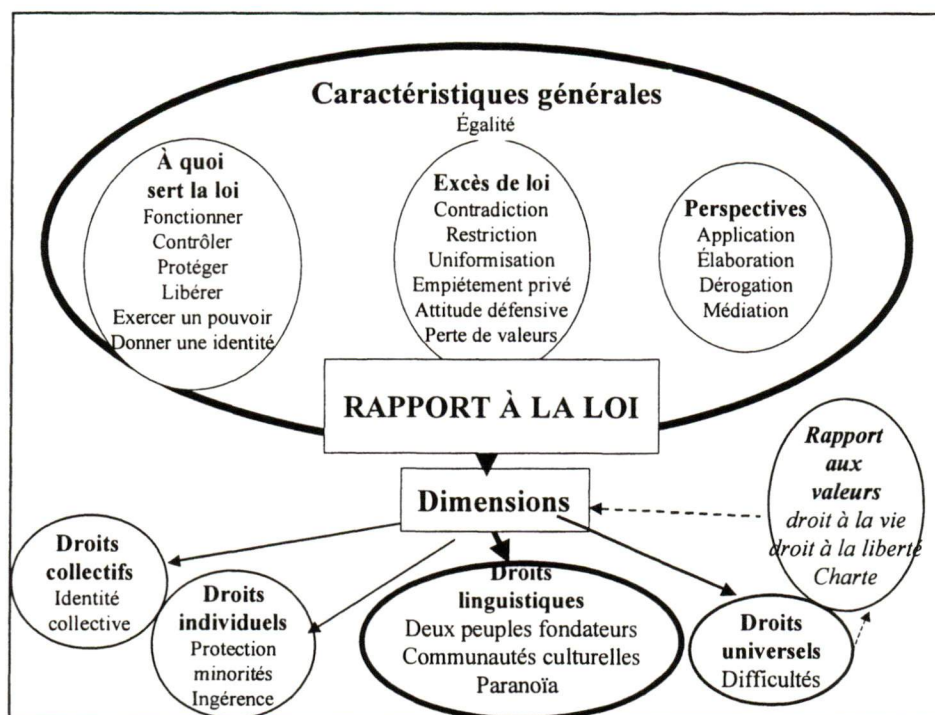 Caractéristiques générales
Égalité
À quoi
sert la loi
Fonctionner
Contrôler
Protéger
Libérer
Exercer un pouvoir
Donner une identité
Excès de loi
Contradiction
Restriction
Uniformisation
Empiétement privé
Attitude défensive
Perte de valeurs
Perspectives
Application
Élaboration
Dérogation
Médiation
RAPPORT À LA LOI
Dimensions
Rapport
aux
valeurs
droit à la vie
droit à la liberté
Charte
Droits
collectifs
Identité
collective
Droits
individuels
Protection
minorités
Ingérence
Droits
linguistiques
Deux peuples fondateurs
Communautés culturelles
Paranoïa
Droits
universels
Difficultés